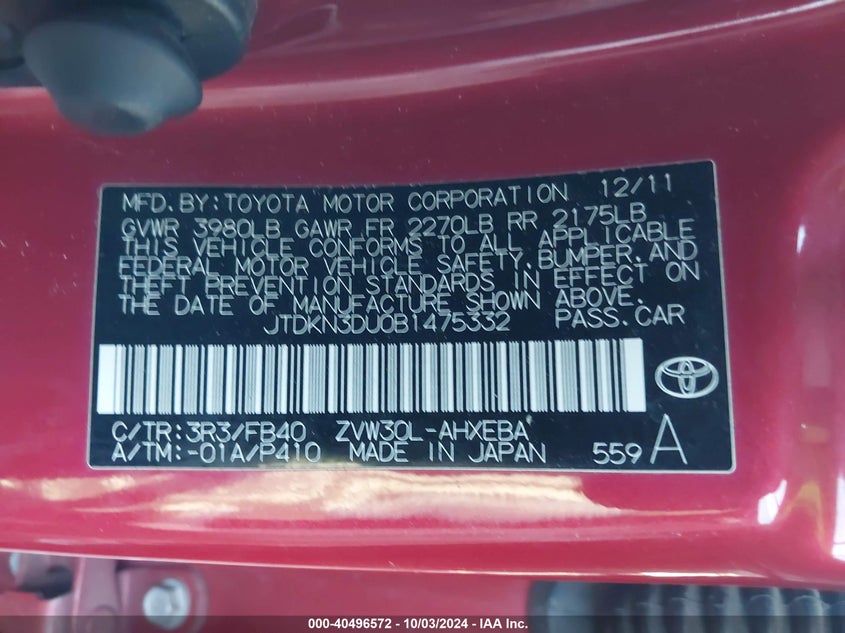 MFD. BY: TOYOTA MOTOR CORPORATION 12/11
GVWR 3980LB GAWR FR 2270LB RR 2175LB
THIS VEHICLE CONFORMS TO ALL APPLICABLE
FEDERAL MOTOR VEHICLE SAFETY, BUMPER, AND
THEFT PREVENTION STANDARDS IN EFFECT ON
THE DATE OF MANUFACTURE SHOWN ABOVE.
JTDKN3DU0B1475332 PASS. CAR
C/TR: 3R3/FB40 ZVW30L-AHXEBA
A/TM: -01A/P410 MADE IN JAPAN 559 A
000-40496572 - 10/03/2024 - IAA Inc.